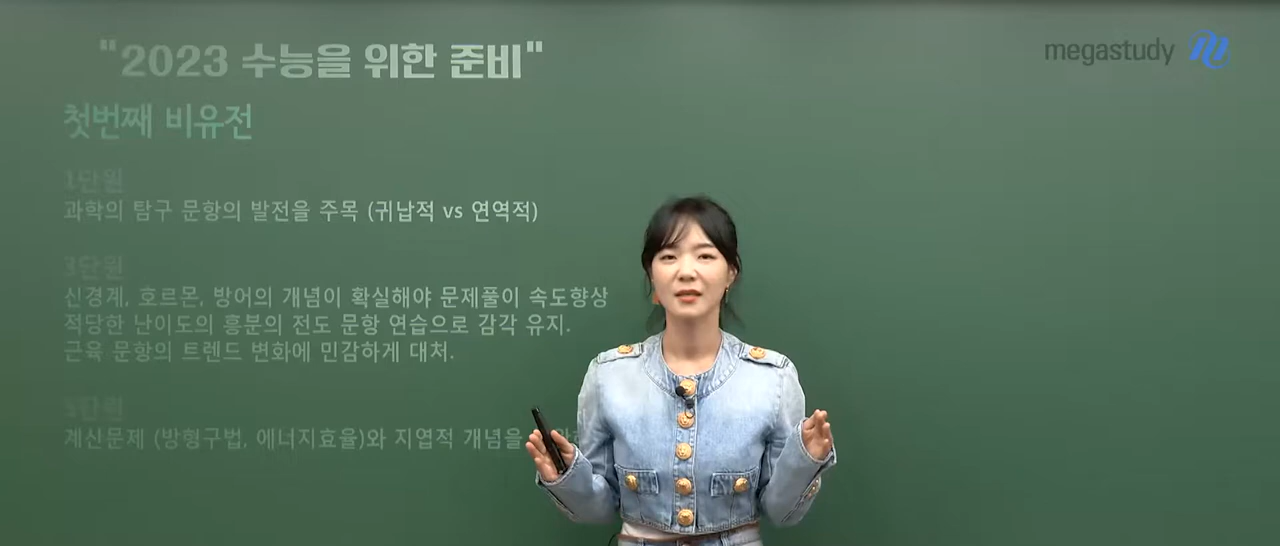 "2023 수능을 위한 준비"
megastudy
첫번째 비유전
1단원
과학의 탐구 문항의 발전을 주목 (귀납적 vs 연역적)
3단원
신경계, 호르몬, 방어의 개념이 확실해야 문제풀이 속도향상
적당한 난이도의 흥분의 전도 문항 연습으로 감각 유지.
근육 문항의 트렌드 변화에 민감하게 대처.
5단원
계산문제 (방형구법, 에너지효율)와 지엽적 개념을